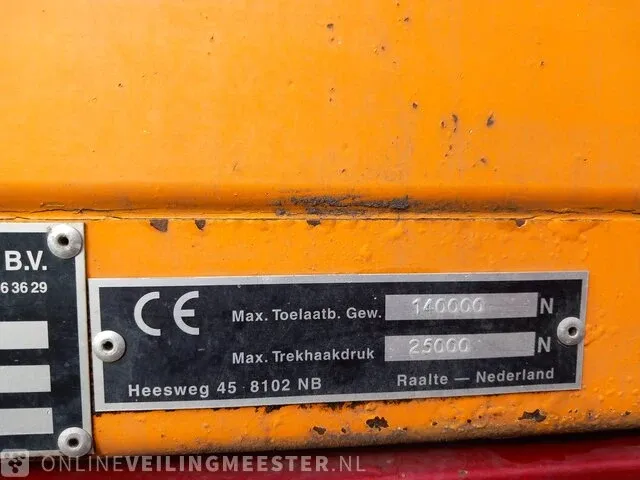 B.V.
6 36 29
CE
Max. Toelaatb. Gew. 140000 N
Max. Trekhaakdruk 25000 N
Heesweg 45 8102 NB Raalte — Nederland
ONLINEVEILINGMEESTER.NL